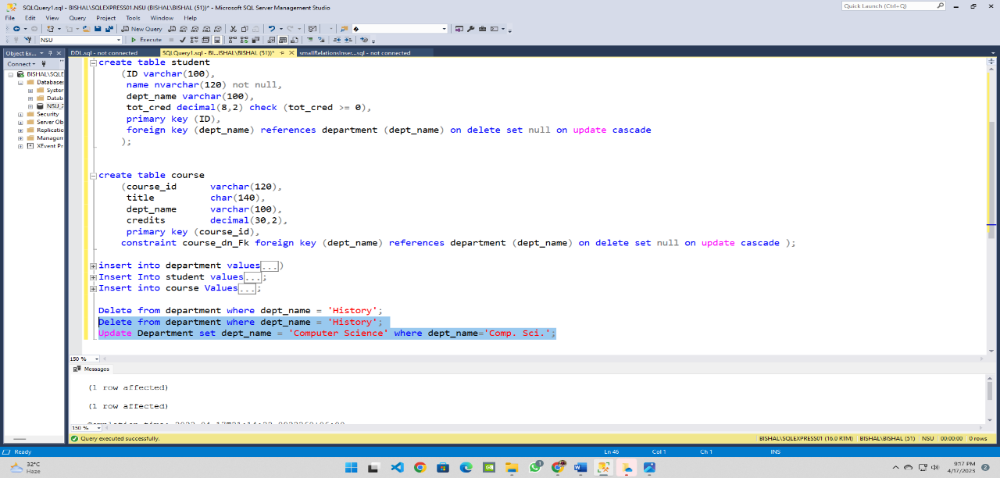 SQLQuery1.sql - BISHAL\SQLEXPRESS01.NSU (BISHAL\BISHAL (51))* - Microsoft SQL Server Management Studio
Quick Launch (Ctrl+Q)
File Edit View Query Project Tools Window Help
New Query
NSU Execute
Object Ex...
DDL.sql - not connected
SQLQuery1.sql - BI...ISHAL\BISHAL (51))*
smallRelationsInser...sql - not connected
Connect
BISHAL\SQLE
Databases
System
Datab
NSU_
Security
Server Ob
Replicatio
Managem
XEvent Pr
create table student
(ID varchar(100),
name nvarchar(120) not null,
dept_name varchar(100),
tot_cred decimal(8,2) check (tot_cred >= 0),
primary key (ID),
foreign key (dept_name) references department (dept_name) on delete set null on update cascade
);
create table course
(course_id varchar(120),
title char(140),
dept_name varchar(100),
credits decimal(30,2),
primary key (course_id),
constraint course_dn_Fk foreign key (dept_name) references department (dept_name) on delete set null on update cascade );
insert into department values...)
Insert Into student values...;
Insert into course Values...;
Delete from department where dept_name = 'History';
Delete from department where dept_name = 'History';
Update Department set dept_name = 'Computer Science' where dept_name='Comp. Sci.';
150 %
Messages
(1 row affected)
(1 row affected)
150 %
Query executed successfully.
BISHAL\SQLEXPRESS01 (16.0 RTM) BISHAL\BISHAL (51) NSU 00:00:00 0 rows
Ready Ln 46 Col 1 Ch 1 INS
32°C
Haze
9:17 PM
4/17/2023